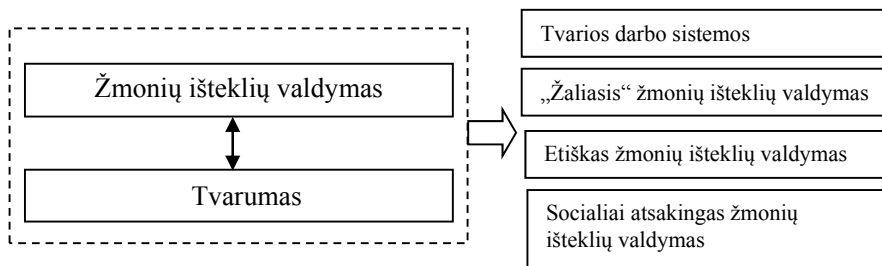 Žmonių išteklių valdymas
Tvarumas
Tvarios darbo sistemos
„Žaliasis“ žmonių išteklių valdymas
Etiškas žmonių išteklių valdymas
Socialiai atsakingas žmonių
išteklių valdymas